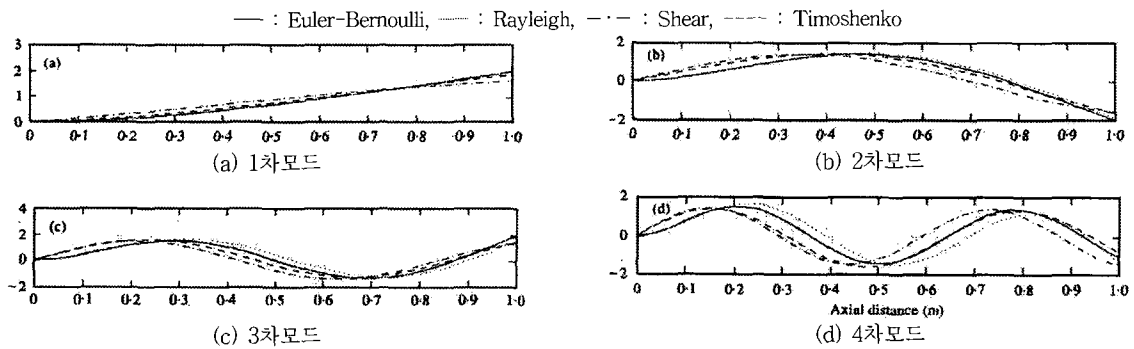 — : Euler-Bernoulli, ······ : Rayleigh, —·— : Shear, ---- : Timoshenko
3
2
1
0
(a)
0 0·1 0·2 0·3 0·4 0·5 0·6 0·7 0·8 0·9 1·0
(a) 1차모드
2
0
−2
(b)
0 0·1 0·2 0·3 0·4 0·5 0·6 0·7 0·8 0·9 1·0
(b) 2차모드
4
2
0
−2
(c)
0 0·1 0·2 0·3 0·4 0·5 0·6 0·7 0·8 0·9 1·0
(c) 3차모드
2
0
−2
(d)
0 0·1 0·2 0·3 0·4 0·5 0·6 0·7 0·8 0·9 1·0
Axial distance (m)
(d) 4차모드